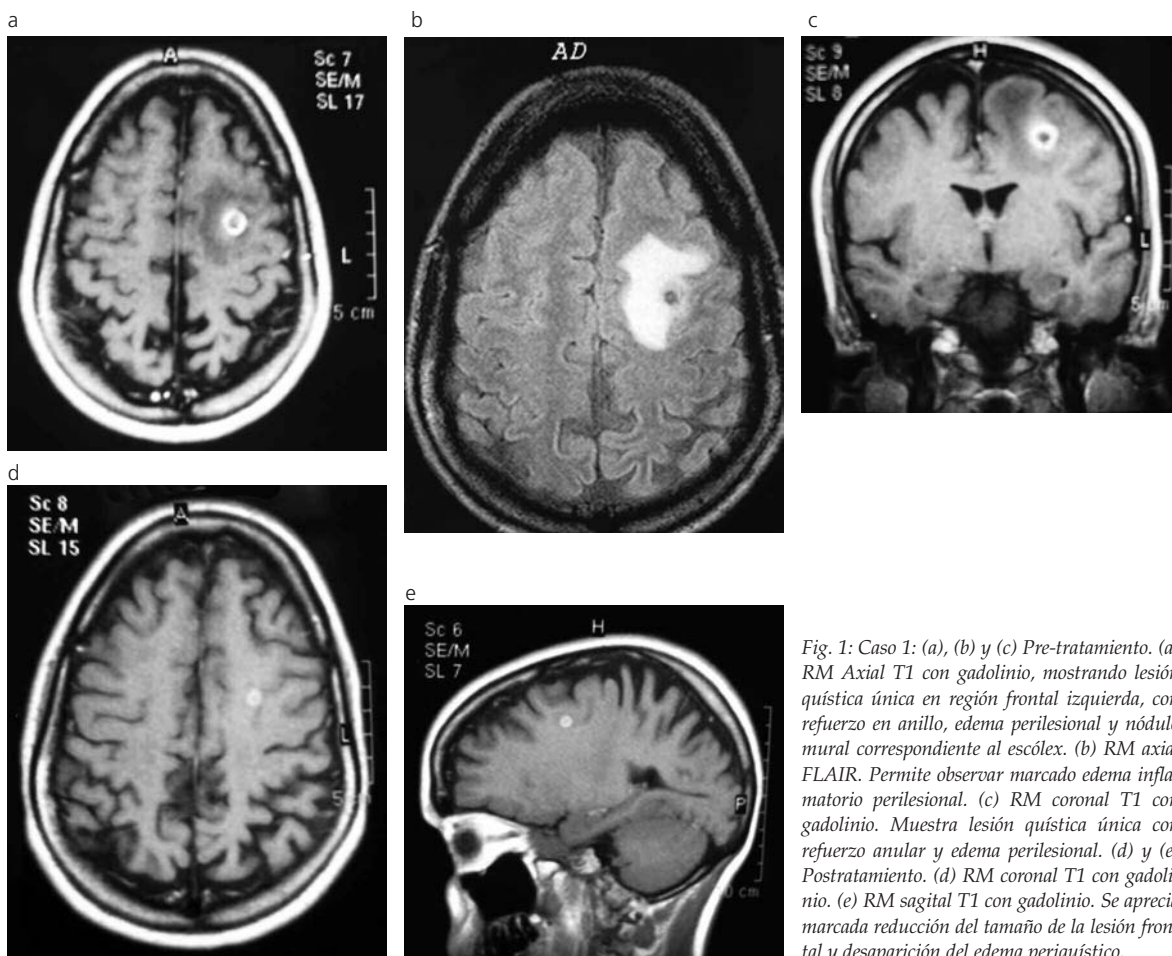 a
A
Sc 7
SE/M
SL 17
L
5 cm
b
AD
c
Sc 9
SE/M
SL 8
H
L
d
Sc 8
SE/M
SL 15
A
L
e
Sc 6
SE/M
SL 7
H
P
cm
Fig. 1: Caso 1: (a), (b) y (c) Pre-tratamiento. (a
RM Axial T1 con gadolinio, mostrando lesión
quística única en región frontal izquierda, con
refuerzo en anillo, edema perilesional y nódulo
mural correspondiente al escólex. (b) RM axia
FLAIR. Permite observar marcado edema infla
matorio perilesional. (c) RM coronal T1 con
gadolinio. Muestra lesión quística única con
refuerzo anular y edema perilesional. (d) y (e
Postratamiento. (d) RM coronal T1 con gadoli
nio. (e) RM sagital T1 con gadolinio. Se aprecia
marcada reducción del tamaño de la lesión fron
tal y desaparición del edema periquístico.